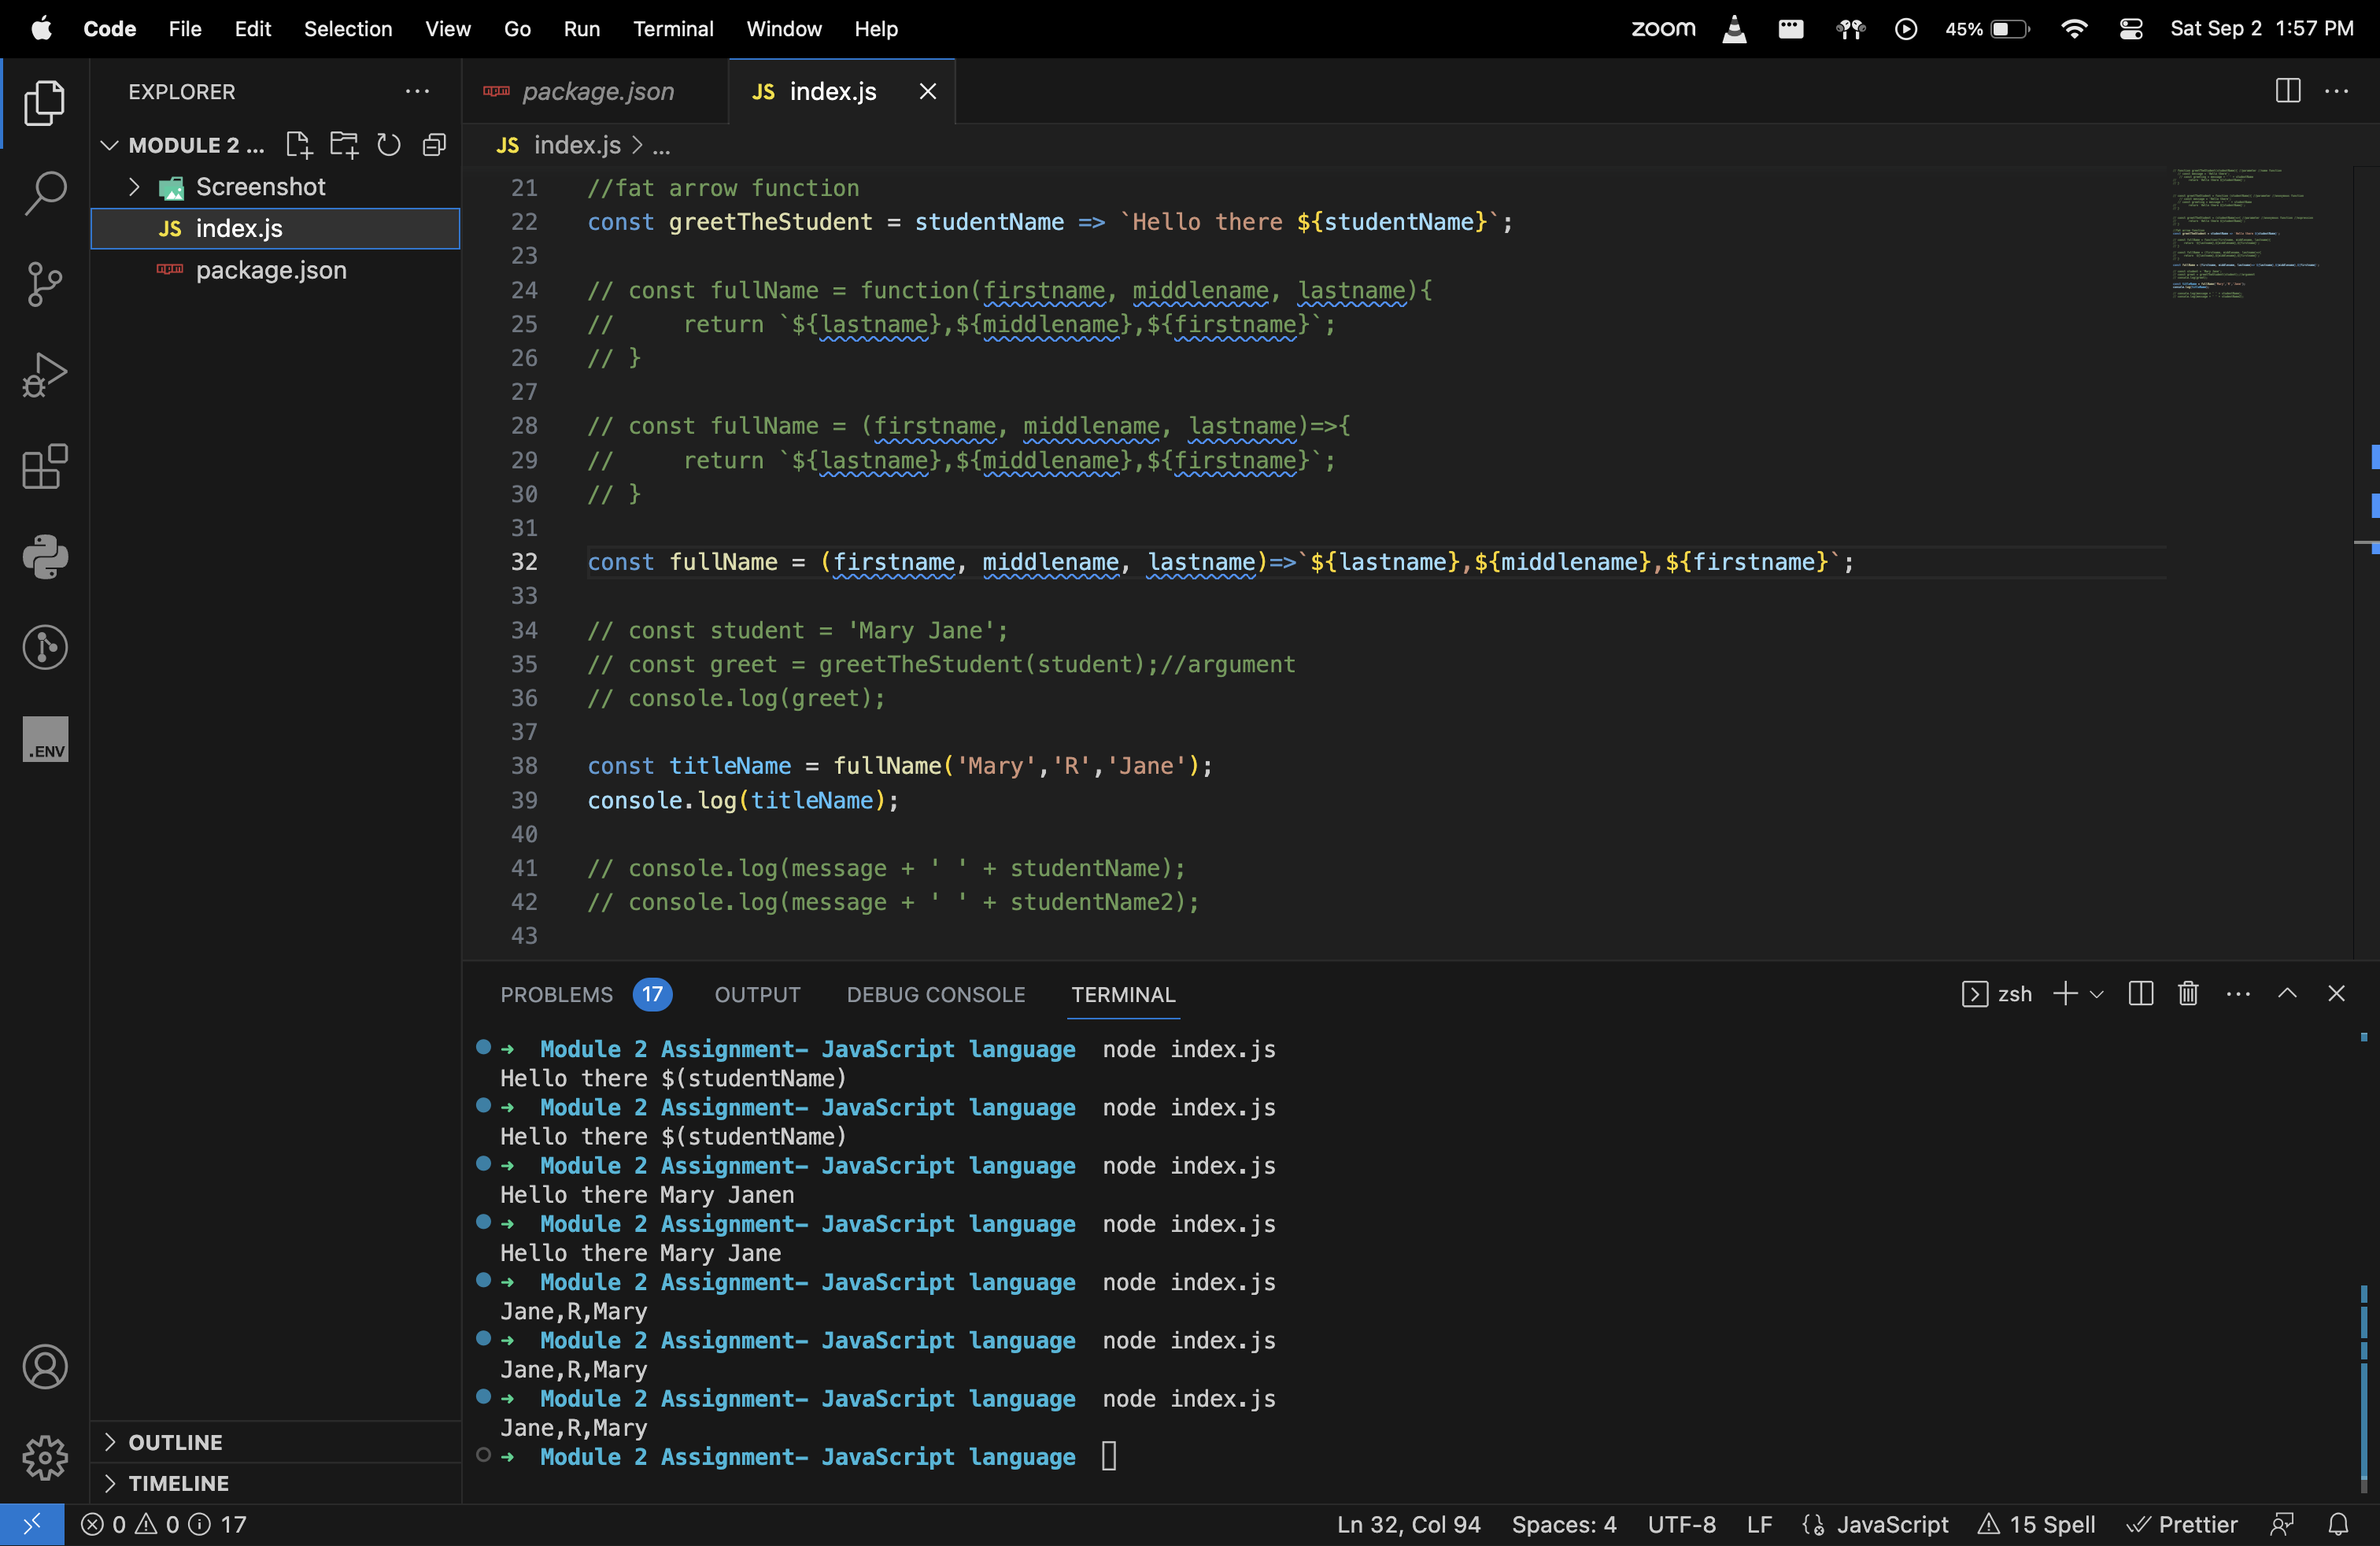 Code File Edit Selection View Go Run Terminal Window Help zoom 45% Sat Sep 2 1:57 PM
EXPLORER
package.json
JS index.js
MODULE 2 ...
JS index.js > ...
Screenshot
JS index.js
package.json
21 //fat arrow function
22 const greetTheStudent = studentName => `Hello there ${studentName}`;
23
24 // const fullName = function(firstname, middlename, lastname){
25 //     return `${lastname},${middlename},${firstname}`;
26 // }
27
28 // const fullName = (firstname, middlename, lastname)=>{
29 //     return `${lastname},${middlename},${firstname}`;
30 // }
31
32 const fullName = (firstname, middlename, lastname)=>`${lastname},${middlename},${firstname}`;
33
34 // const student = 'Mary Jane';
35 // const greet = greetTheStudent(student);//argument
36 // console.log(greet);
37
38 const titleName = fullName('Mary','R','Jane');
39 console.log(titleName);
40
41 // console.log(message + ' ' + studentName);
42 // console.log(message + ' ' + studentName2);
43
.ENV
PROBLEMS 17 OUTPUT DEBUG CONSOLE TERMINAL zsh
➜ Module 2 Assignment– JavaScript language node index.js
Hello there $(studentName)
➜ Module 2 Assignment– JavaScript language node index.js
Hello there $(studentName)
➜ Module 2 Assignment– JavaScript language node index.js
Hello there Mary Janen
➜ Module 2 Assignment– JavaScript language node index.js
Hello there Mary Jane
➜ Module 2 Assignment– JavaScript language node index.js
Jane,R,Mary
➜ Module 2 Assignment– JavaScript language node index.js
Jane,R,Mary
➜ Module 2 Assignment– JavaScript language node index.js
Jane,R,Mary
➜ Module 2 Assignment– JavaScript language
OUTLINE
TIMELINE
0 0 17 Ln 32, Col 94 Spaces: 4 UTF-8 LF JavaScript 15 Spell Prettier